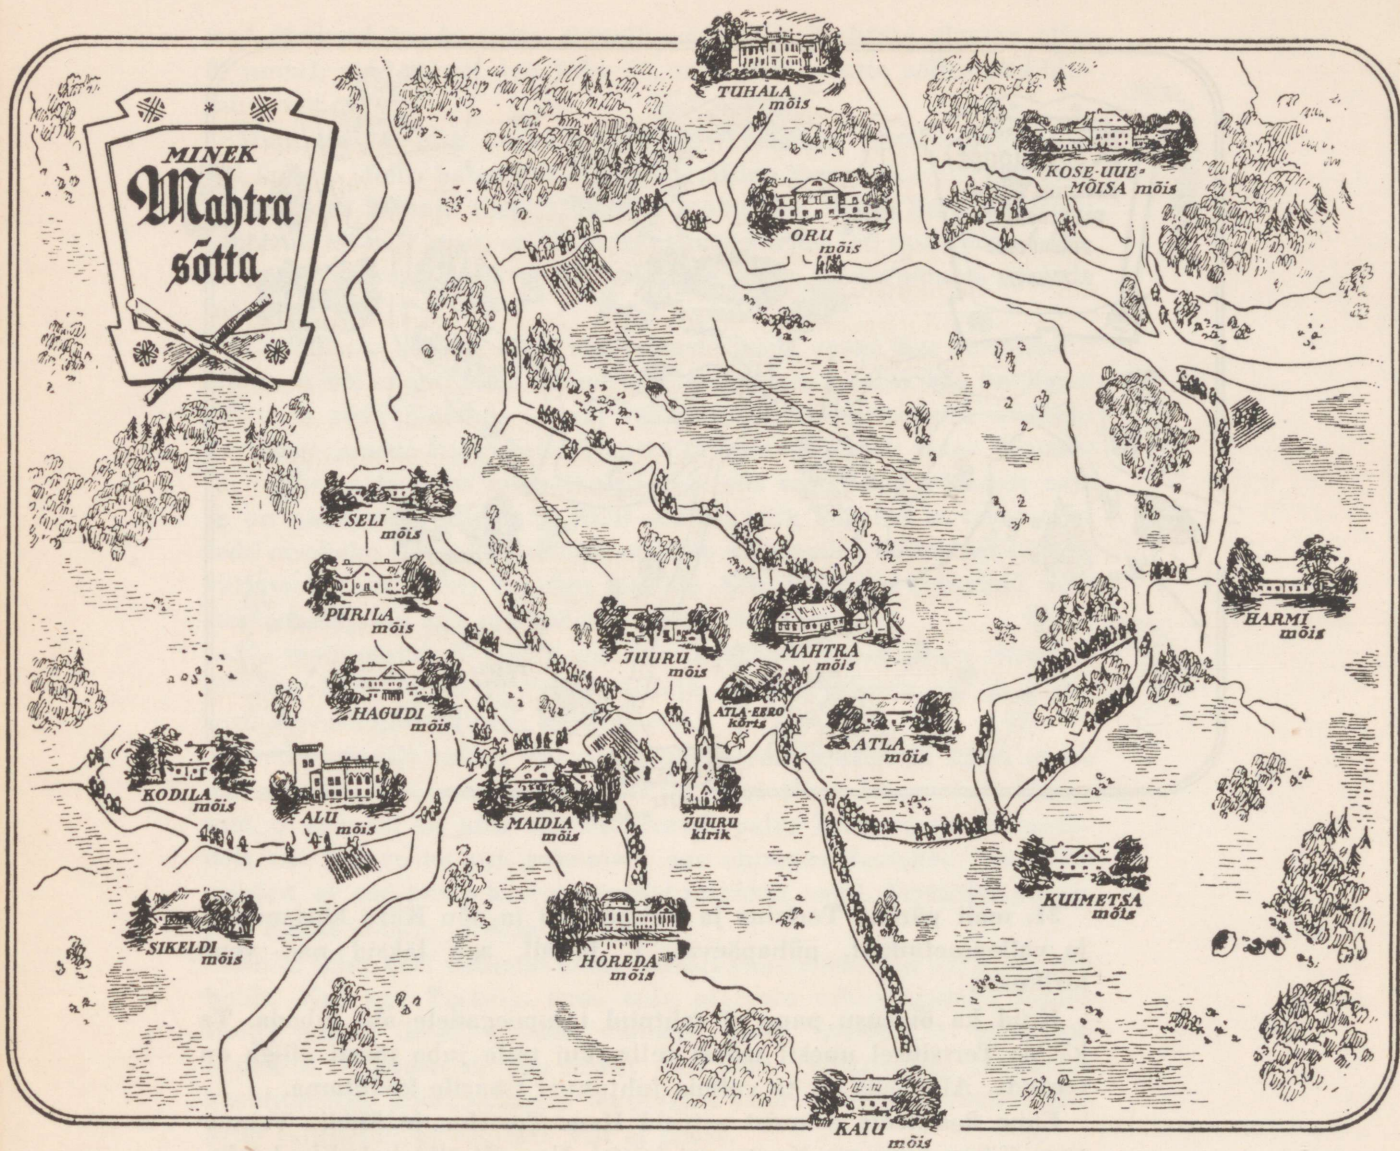 MINEK
Mahtra
sõtta
TUHALA
mõis
KOSE-UUE-
MÕISA mõis
ORU
mõis
SELI
mõis
PURILA
mõis
HARMI
mõis
JUURU
mõis
MAHTRA
mõis
HAGUDI
mõis
ATLA-EERO
kõrts
ATLA
mõis
KODILA
mõis
ALU
mõis
MAIDLA
mõis
JUURU
kirik
KUIMETSA
mõis
SIKELDI
mõis
HÕREDA
mõis
KAIU
mõis